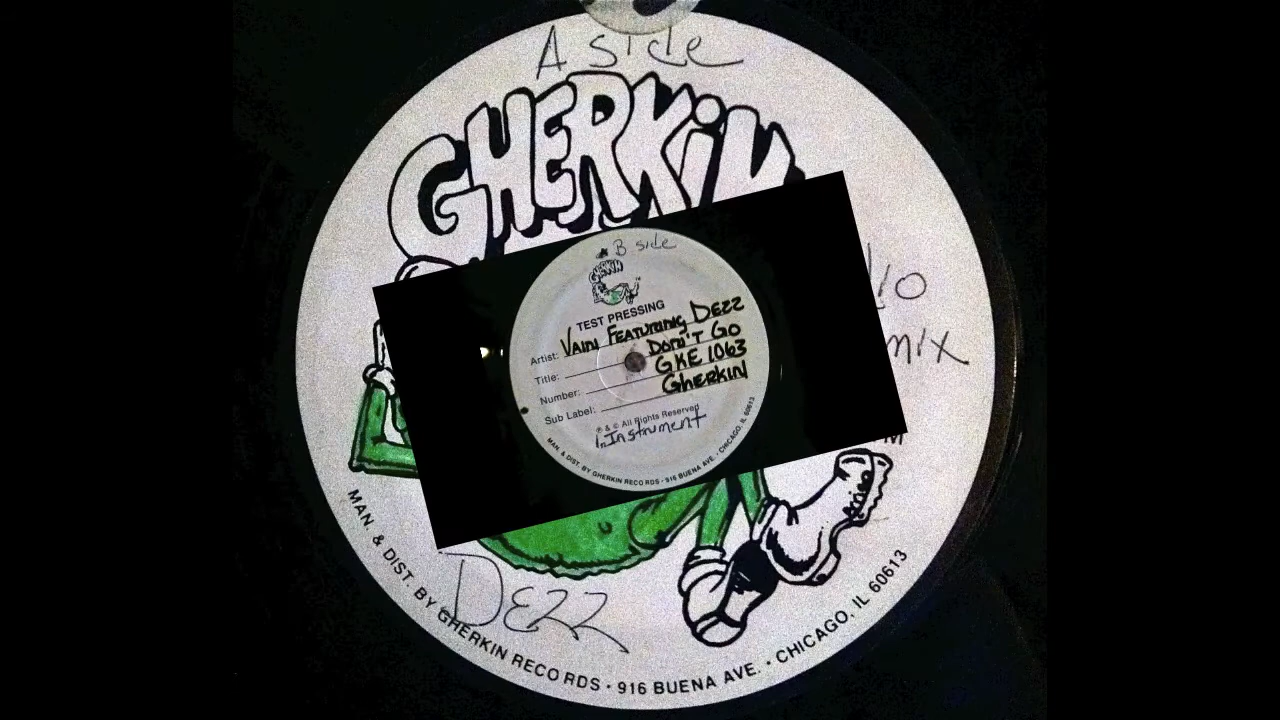 A side
GHERKIN
mix
Dezz
MAN. & DIST. BY GHERKIN RECORDS • 916 BUENA AVE. • CHICAGO, IL 60613
B side
GHERKIN
TEST PRESSING
Artist: VAIN FEATURING DEZZ
Title: DON'T GO
Number: GKE 1063
Sub Label: GHERKIN
℗ & © All Rights Reserved
Instrument
MAN. & DIST. BY GHERKIN RECORDS • 916 BUENA AVE. • CHICAGO, IL 60613